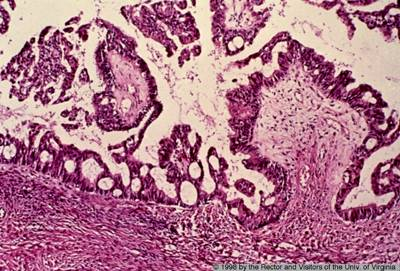 © 1998 by the Rector and Visitors of the Univ. of Virginia